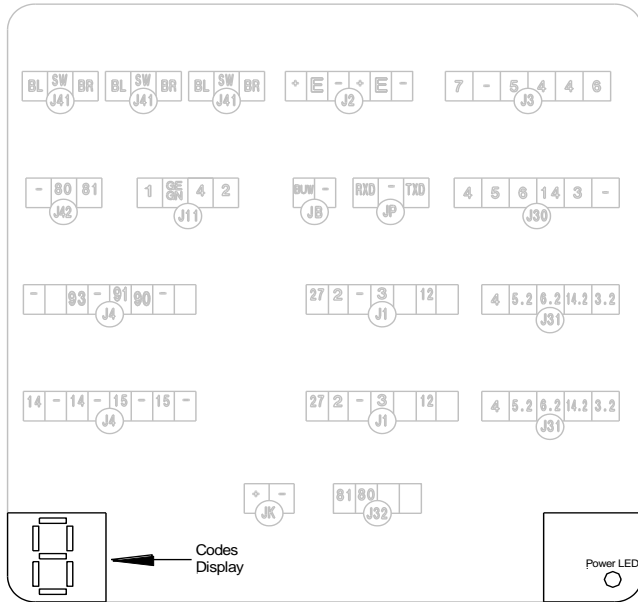 BL SW BR BL SW BR BL SW BR + E - + E - 7 - 5 4 4 6
J41 J41 J41 J2 J3
- 80 81 1 GE GN 4 2 BUW - RXD - TXD 4 5 6 14 3 -
J42 J11 JB JP J30
- 93 - 91 90 - 27 2 - 3 12 4 5.2 6.2 14.2 3.2
J4 J1 J31
14 - 14 - 15 - 15 - 27 2 - 3 12 4 5.2 6.2 14.2 3.2
J4 J1 J31
+ - 81 80
JK J32
Codes
Display
Power LED